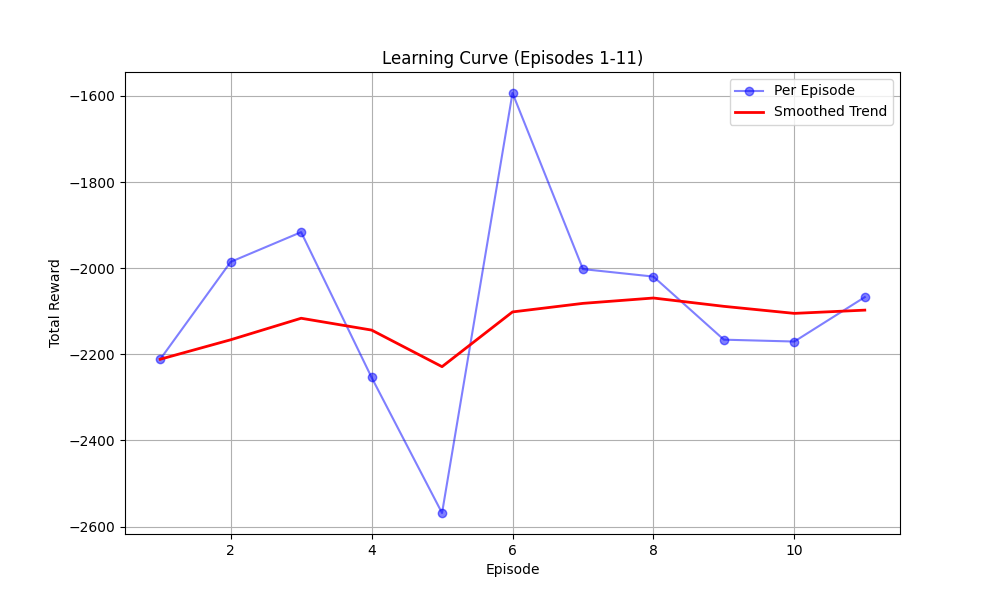 Learning Curve (Episodes 1-11)
Per Episode
Smoothed Trend
Total Reward
−1600
−1800
−2000
−2200
−2400
−2600
2
4
6
8
10
Episode